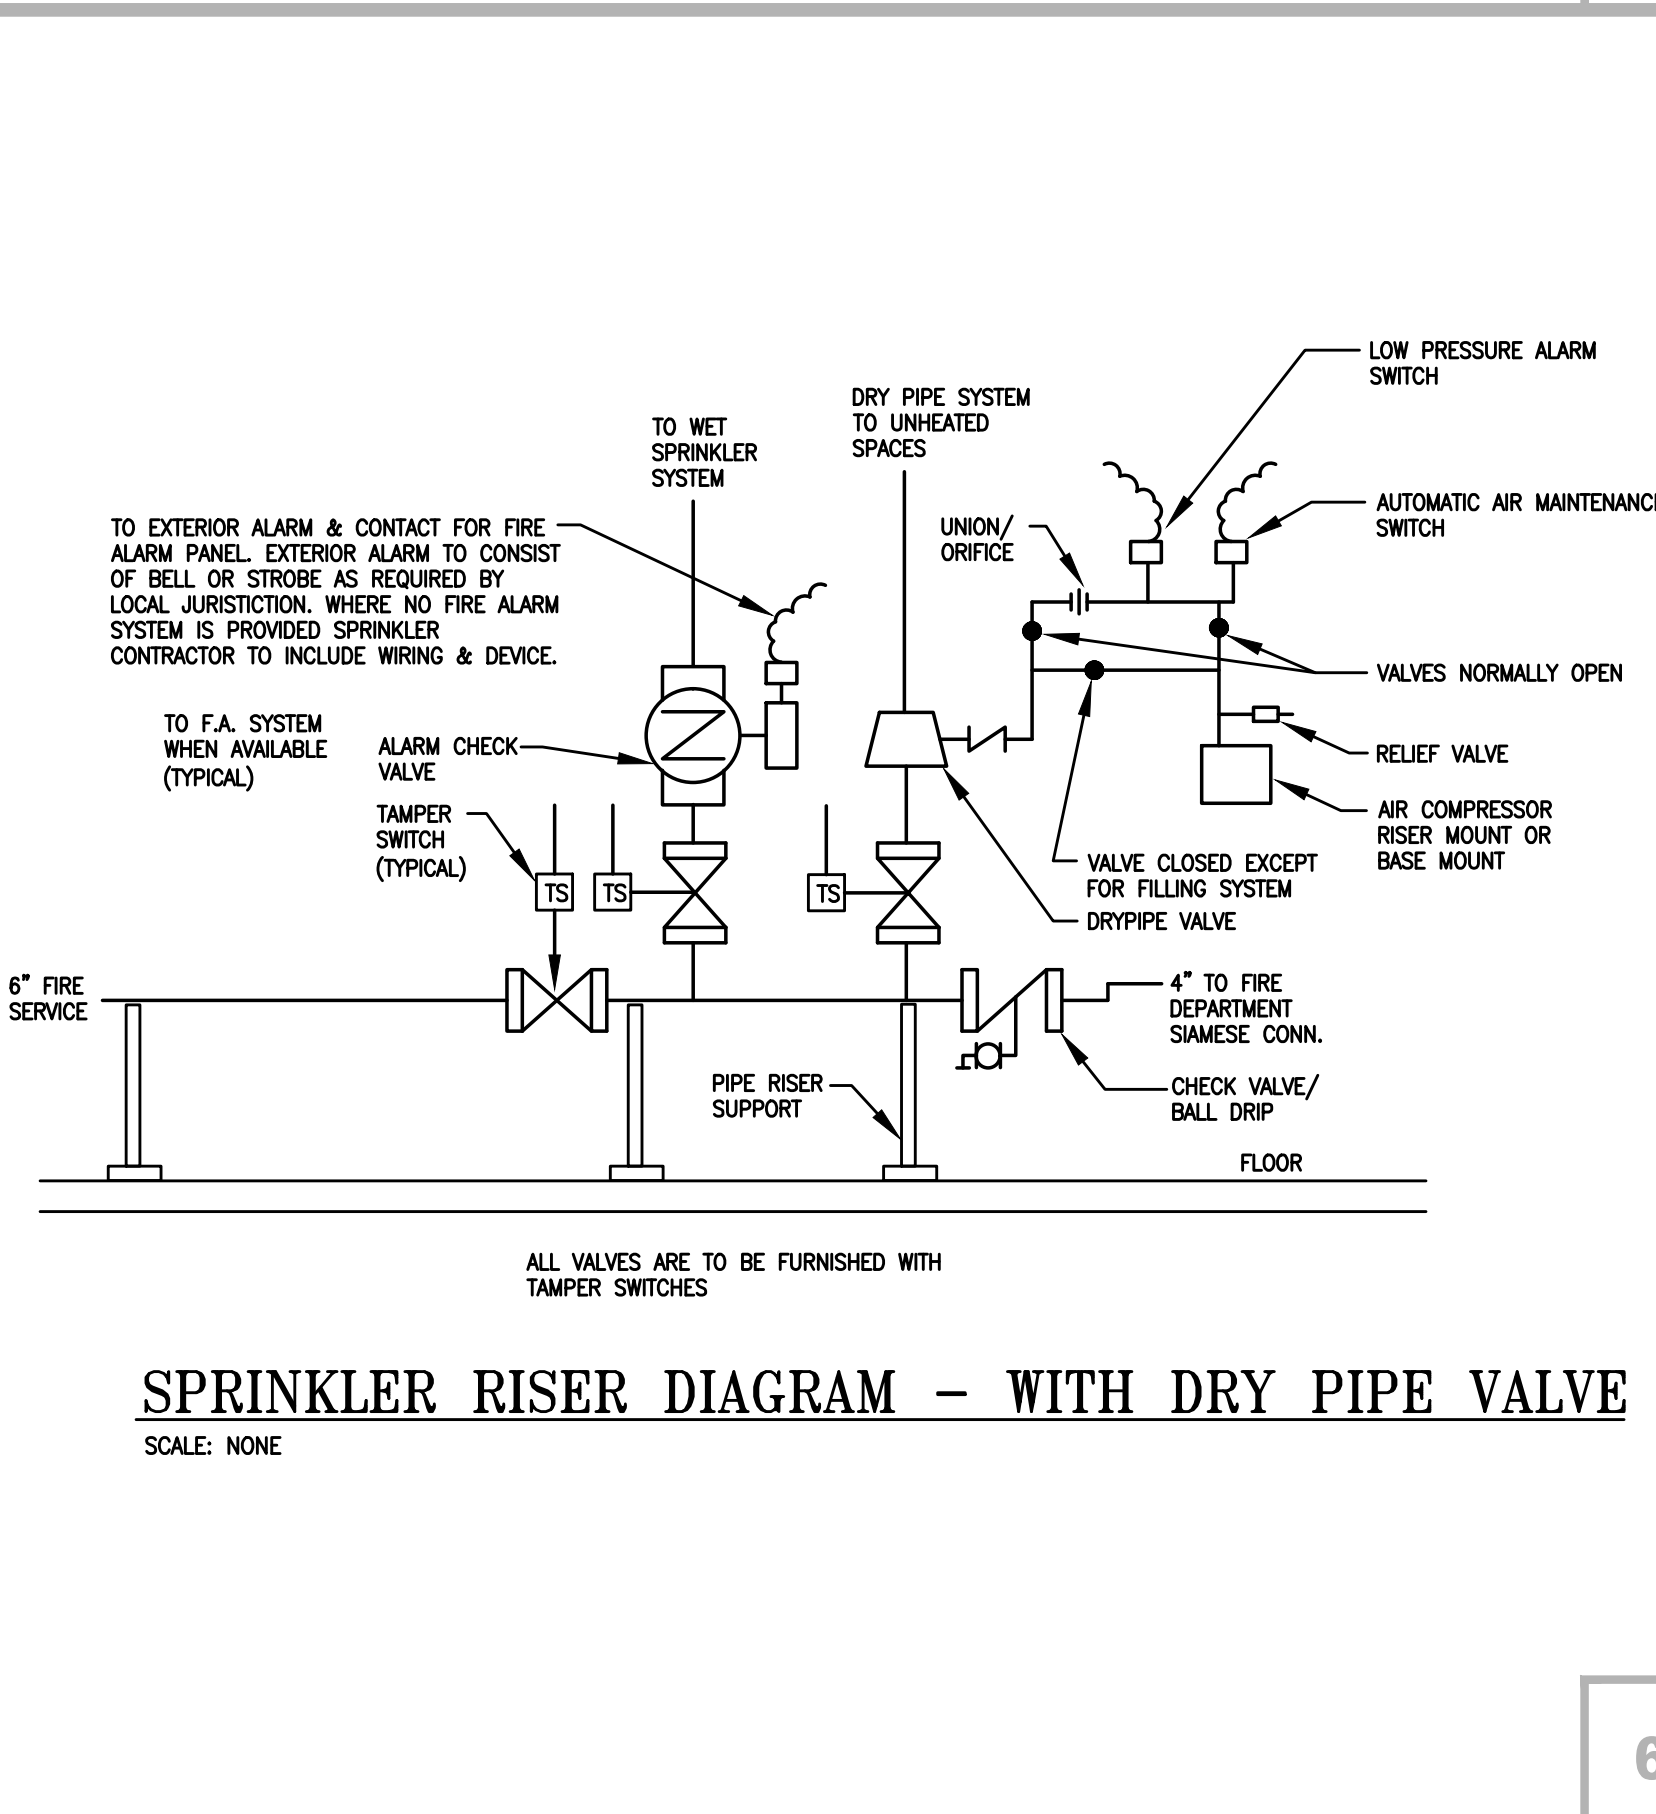 LOW PRESSURE ALARM
SWITCH
DRY PIPE SYSTEM
TO UNHEATED
SPACES
TO WET
SPRINKLER
SYSTEM
AUTOMATIC AIR MAINTENANCE
SWITCH
UNION/
ORIFICE
TO EXTERIOR ALARM & CONTACT FOR FIRE
ALARM PANEL. EXTERIOR ALARM TO CONSIST
OF BELL OR STROBE AS REQUIRED BY
LOCAL JURISTICTION. WHERE NO FIRE ALARM
SYSTEM IS PROVIDED SPRINKLER
CONTRACTOR TO INCLUDE WIRING & DEVICE.
VALVES NORMALLY OPEN
TO F.A. SYSTEM
WHEN AVAILABLE
(TYPICAL)
ALARM CHECK
VALVE
RELIEF VALVE
TAMPER
SWITCH
(TYPICAL)
AIR COMPRESSOR
RISER MOUNT OR
BASE MOUNT
VALVE CLOSED EXCEPT
FOR FILLING SYSTEM
DRYPIPE VALVE
TS
TS
TS
6" FIRE
SERVICE
4" TO FIRE
DEPARTMENT
SIAMESE CONN.
PIPE RISER
SUPPORT
CHECK VALVE/
BALL DRIP
FLOOR
ALL VALVES ARE TO BE FURNISHED WITH
TAMPER SWITCHES
SPRINKLER RISER DIAGRAM - WITH DRY PIPE VALVE
SCALE: NONE